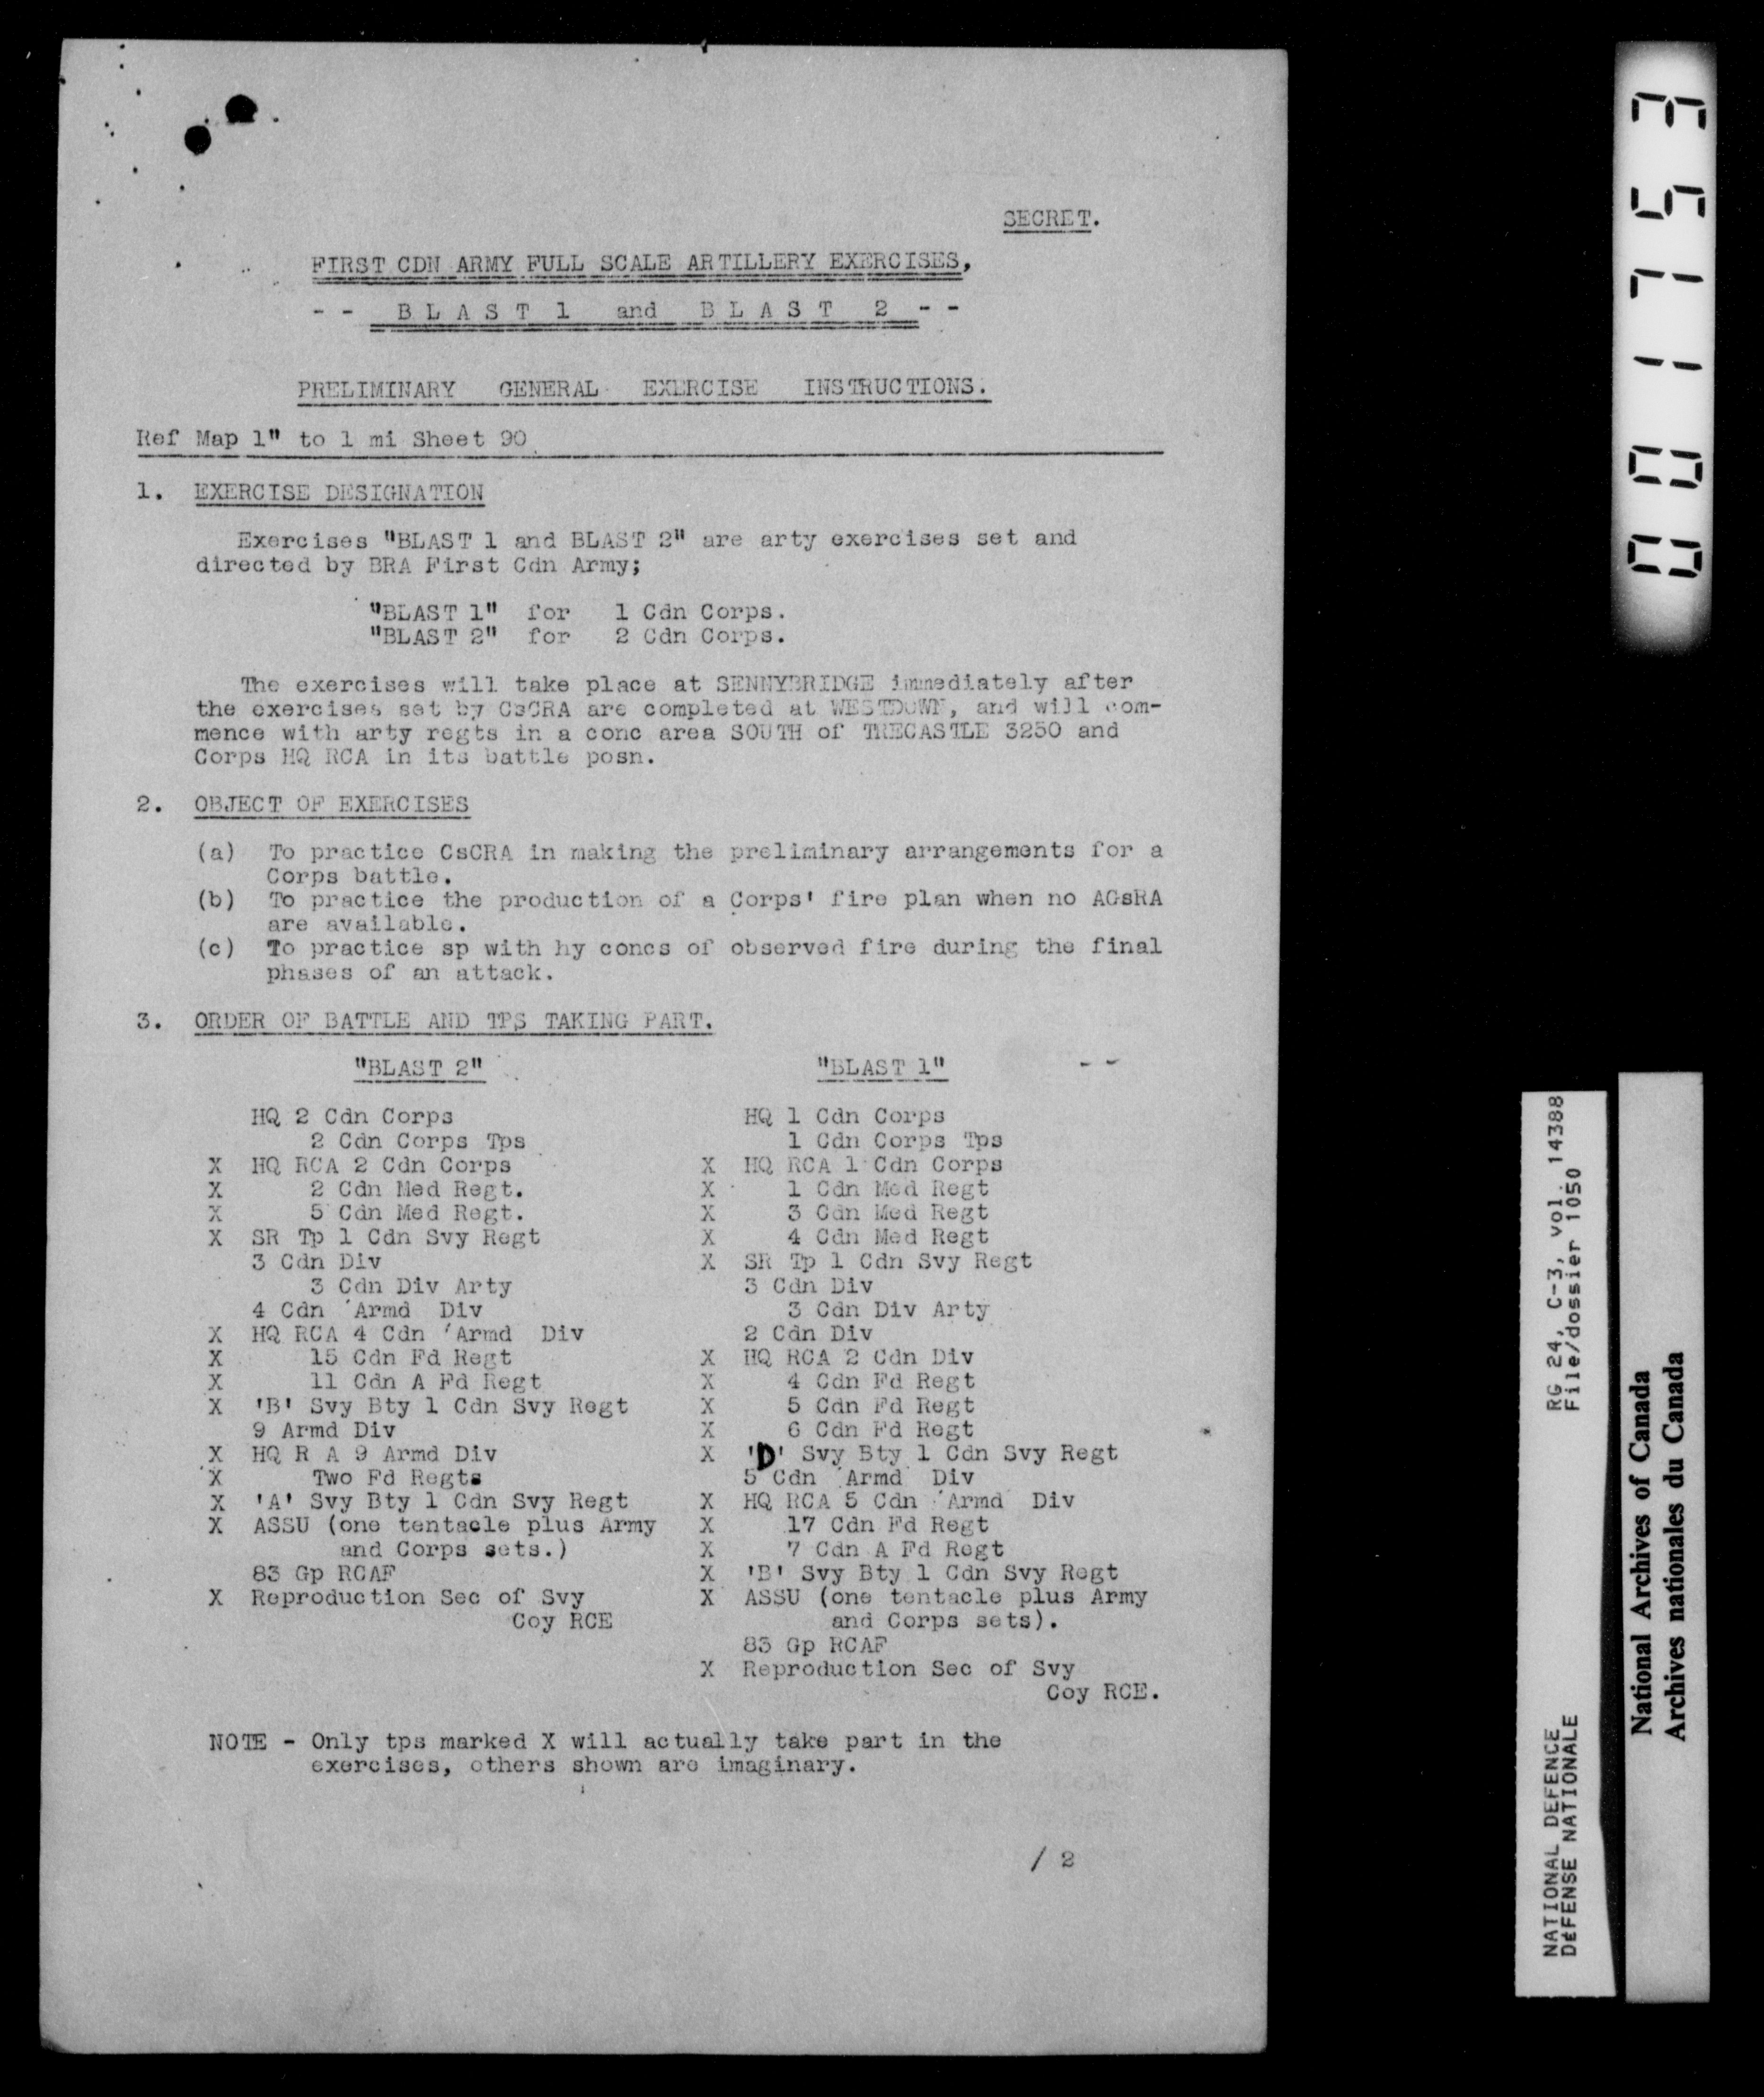 SECRET.
FIRST CDN ARMY FULL SCALE ARTILLERY EXERCISES,
- - B L A S T 1 and B L A S T 2 - -
PRELIMINARY GENERAL EXERCISE INSTRUCTIONS.
Ref Map 1" to 1 mi Sheet 90
1. EXERCISE DESIGNATION
Exercises "BLAST 1 and BLAST 2" are arty exercises set and
directed by BRA First Cdn Army;
"BLAST 1" for 1 Cdn Corps.
"BLAST 2" for 2 Cdn Corps.
The exercises will take place at SENNYBRIDGE immediately after
the exercises set by CsCRA are completed at WESTDOWN, and will com-
mence with arty regts in a conc area SOUTH of TRECASTLE 3250 and
Corps HQ RCA in its battle posn.
2. OBJECT OF EXERCISES
(a) To practice CsCRA in making the preliminary arrangements for a
Corps battle.
(b) To practice the production of a Corps' fire plan when no AGsRA
are available.
(c) To practice sp with hy concs of observed fire during the final
phases of an attack.
3. ORDER OF BATTLE AND TPS TAKING PART.
"BLAST 2"
HQ 2 Cdn Corps
2 Cdn Corps Tps
X HQ RCA 2 Cdn Corps
X 2 Cdn Med Regt.
X 5 Cdn Med Regt.
X SR Tp 1 Cdn Svy Regt
3 Cdn Div
3 Cdn Div Arty
4 Cdn Armd Div
X HQ RCA 4 Cdn Armd Div
X 15 Cdn Fd Regt
X 11 Cdn A Fd Regt
X 'B' Svy Bty 1 Cdn Svy Regt
9 Armd Div
X HQ R A 9 Armd Div
X Two Fd Regts
X 'A' Svy Bty 1 Cdn Svy Regt
X ASSU (one tentacle plus Army
and Corps sets.)
83 Gp RCAF
X Reproduction Sec of Svy
Coy RCE
"BLAST 1"
HQ 1 Cdn Corps
1 Cdn Corps Tps
X HQ RCA 1 Cdn Corps
X 1 Cdn Med Regt
X 3 Cdn Med Regt
X 4 Cdn Med Regt
X SR Tp 1 Cdn Svy Regt
3 Cdn Div
3 Cdn Div Arty
2 Cdn Div
X HQ RCA 2 Cdn Div
X 4 Cdn Fd Regt
X 5 Cdn Fd Regt
X 6 Cdn Fd Regt
X 'D' Svy Bty 1 Cdn Svy Regt
5 Cdn Armd Div
X HQ RCA 5 Cdn Armd Div
X 17 Cdn Fd Regt
X 7 Cdn A Fd Regt
X 'B' Svy Bty 1 Cdn Svy Regt
X ASSU (one tentacle plus Army
and Corps sets).
83 Gp RCAF
X Reproduction Sec of Svy
Coy RCE.
NOTE - Only tps marked X will actually take part in the
exercises, others shown are imaginary.
/ 2
001753
NATIONAL DEFENCE RG 24, C-3, vol. 14388
DÉFENSE NATIONALE File/dossier 1050
National Archives of Canada
Archives nationales du Canada